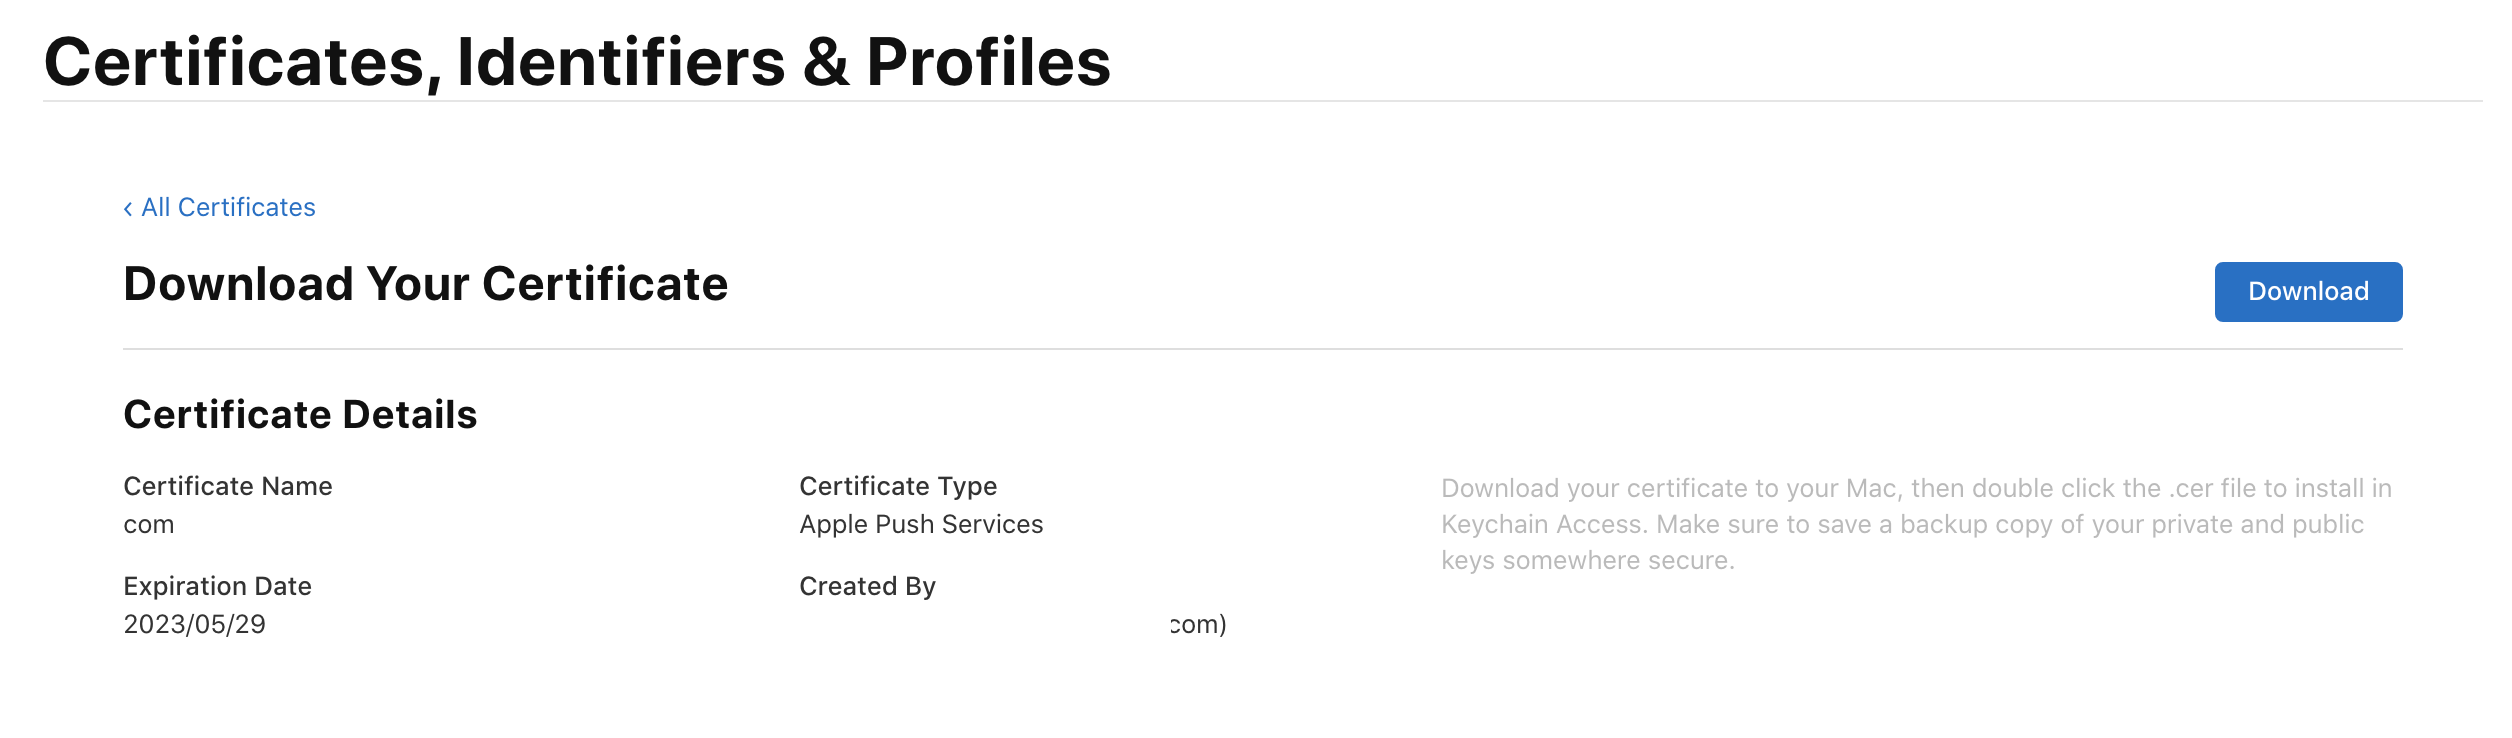 Certificates, Identifiers & Profiles
‹ All Certificates
Download Your Certificate
Download
Certificate Details
Certificate Name
com
Certificate Type
Apple Push Services
Download your certificate to your Mac, then double click the .cer file to install in
Keychain Access. Make sure to save a backup copy of your private and public
keys somewhere secure.
Expiration Date
2023/05/29
Created By
com)